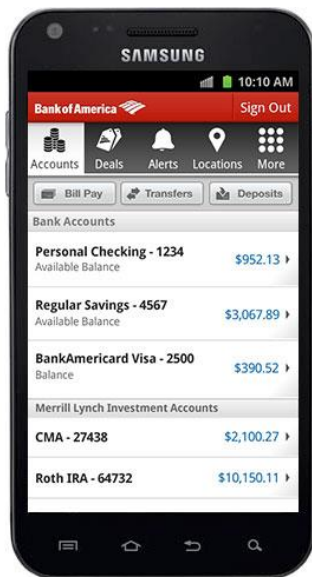 SAMSUNG
10:10 AM
Bank of America
Sign Out
Accounts Deals Alerts Locations More
Bill Pay Transfers Deposits
Bank Accounts
Personal Checking - 1234
Available Balance
$952.13
Regular Savings - 4567
Available Balance
$3,067.89
BankAmericard Visa - 2500
Balance
$390.52
Merrill Lynch Investment Accounts
CMA - 27438
$2,100.27
Roth IRA - 64732
$10,150.11